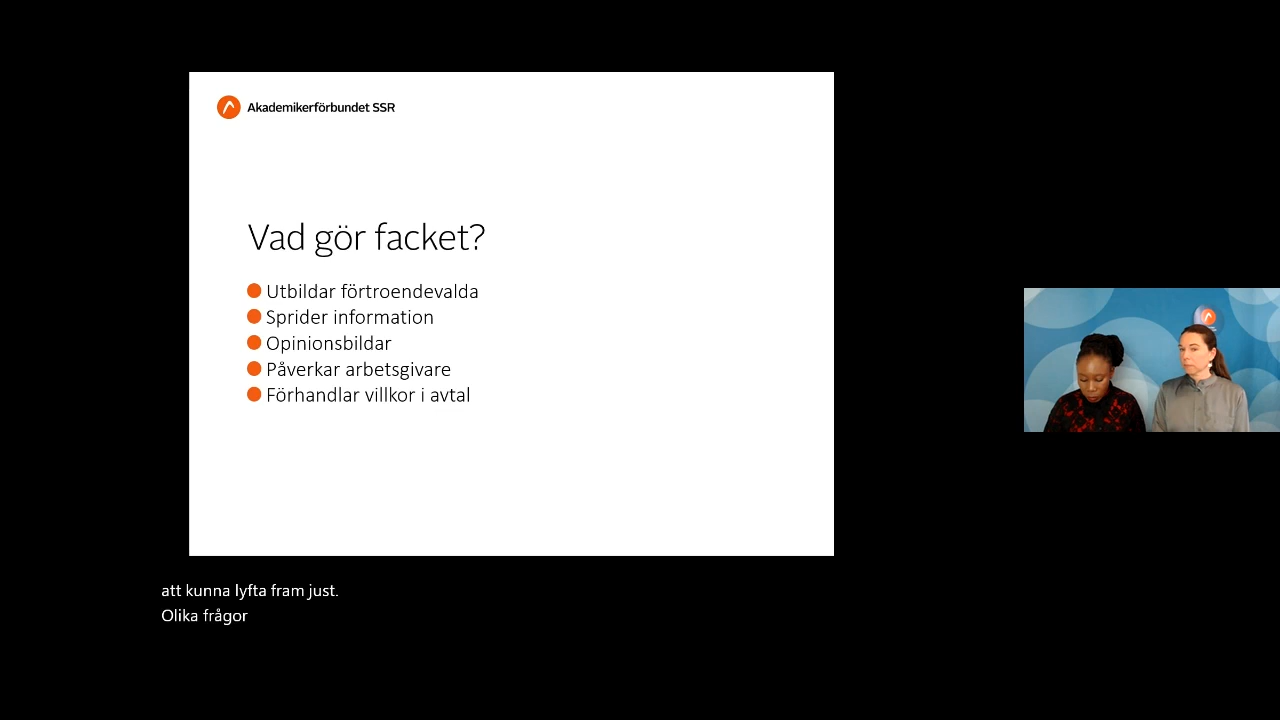 Akademikerförbundet SSR
Vad gör facket?
Utbildar förtroendevalda
Sprider information
Opinionsbildar
Påverkar arbetsgivare
Förhandlar villkor i avtal
att kunna lyfta fram just.
Olika frågor